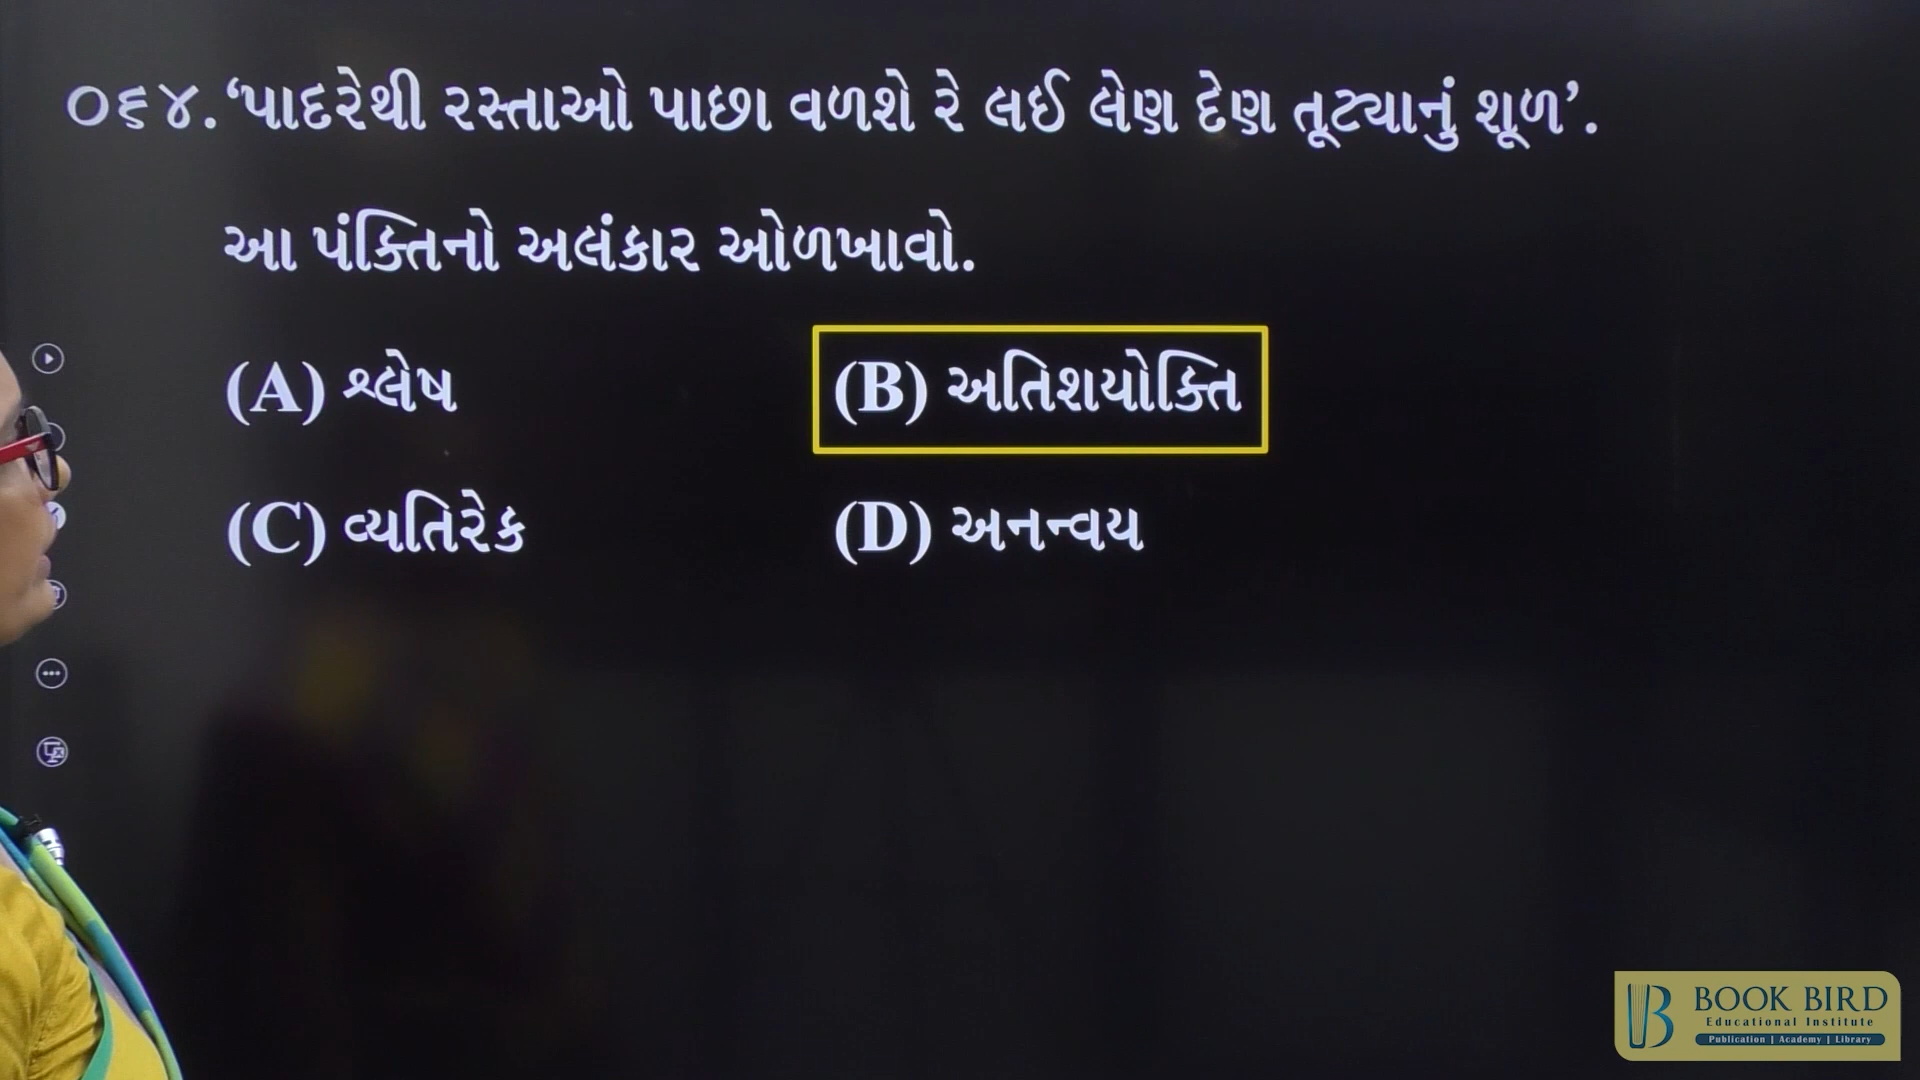 ૦૬૪. ‘પાદરેથી રસ્તાઓ પાછા વળશે રે લઈ લેણ દેણ તૂટ્યાનું શૂળ’.
આ પંક્તિનો અલંકાર ઓળખાવો.
(A) શ્લેષ (B) અતિશયોક્તિ
(C) વ્યતિરેક (D) અનન્વય
BOOK BIRD
Educational Institute
Publication | Academy | Library